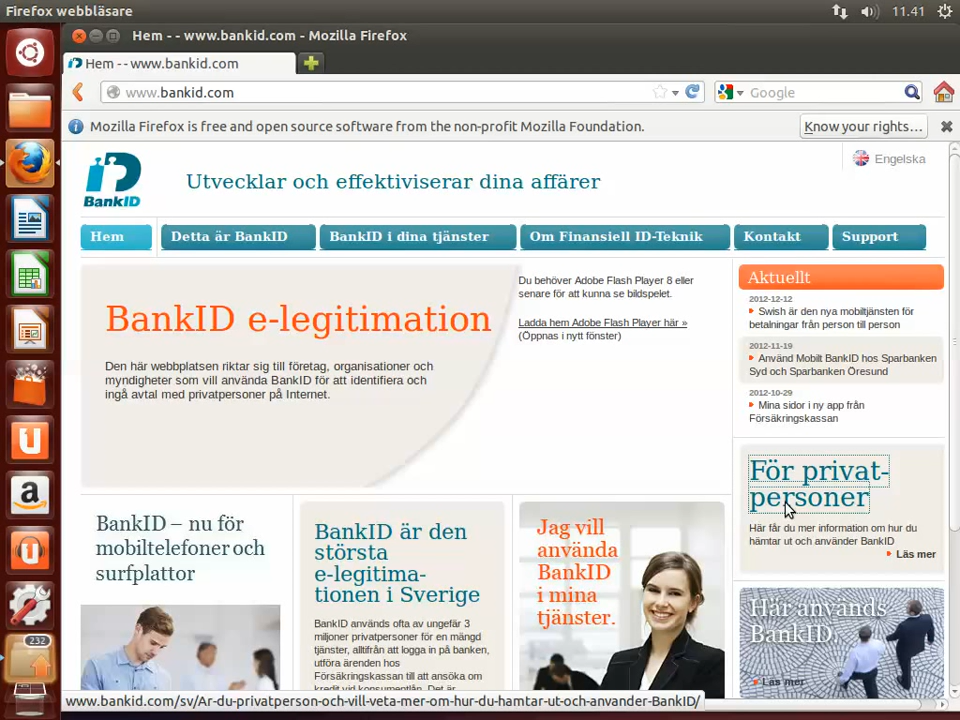 Firefox webbläsare
11.41
Hem - - www.bankid.com - Mozilla Firefox
Hem - - www.bankid.com
www.bankid.com
Google
Mozilla Firefox is free and open source software from the non-profit Mozilla Foundation.
Know your rights...
BankID
Utvecklar och effektiviserar dina affärer
Engelska
Hem
Detta är BankID
BankID i dina tjänster
Om Finansiell ID-Teknik
Kontakt
Support
BankID e-legitimation
Den här webbplatsen riktar sig till företag, organisationer och
myndigheter som vill använda BankID för att identifiera och
ingå avtal med privatpersoner på Internet.
Du behöver Adobe Flash Player 8 eller
senare för att kunna se bildspelet.
Ladda hem Adobe Flash Player här »
(Öppnas i nytt fönster)
Aktuellt
2012-12-12
Swish är den nya mobiltjänsten för
betalningar från person till person
2012-11-19
Använd Mobilt BankID hos Sparbanken
Syd och Sparbanken Öresund
2012-10-29
Mina sidor i ny app från
Försäkringskassan
För privat-
personer
Här får du mer information om hur du
hämtar ut och använder BankID
Läs mer
BankID – nu för
mobiltelefoner och
surfplattor
BankID är den
största
e-legitima-
tionen i Sverige
BankID används ofta av ungefär 3
miljoner privatpersoner för en mängd
tjänster, alltifrån att logga in på banken,
utföra ärenden hos
Försäkringskassan till att ansöka om
kredit vid konsumentlån. Det är
Jag vill
använda
BankID
i mina
tjänster.
Här används
BankID.
Läs mer
232
www.bankid.com/sv/Ar-du-privatperson-och-vill-veta-mer-om-hur-du-hamtar-ut-och-anvander-BankID/